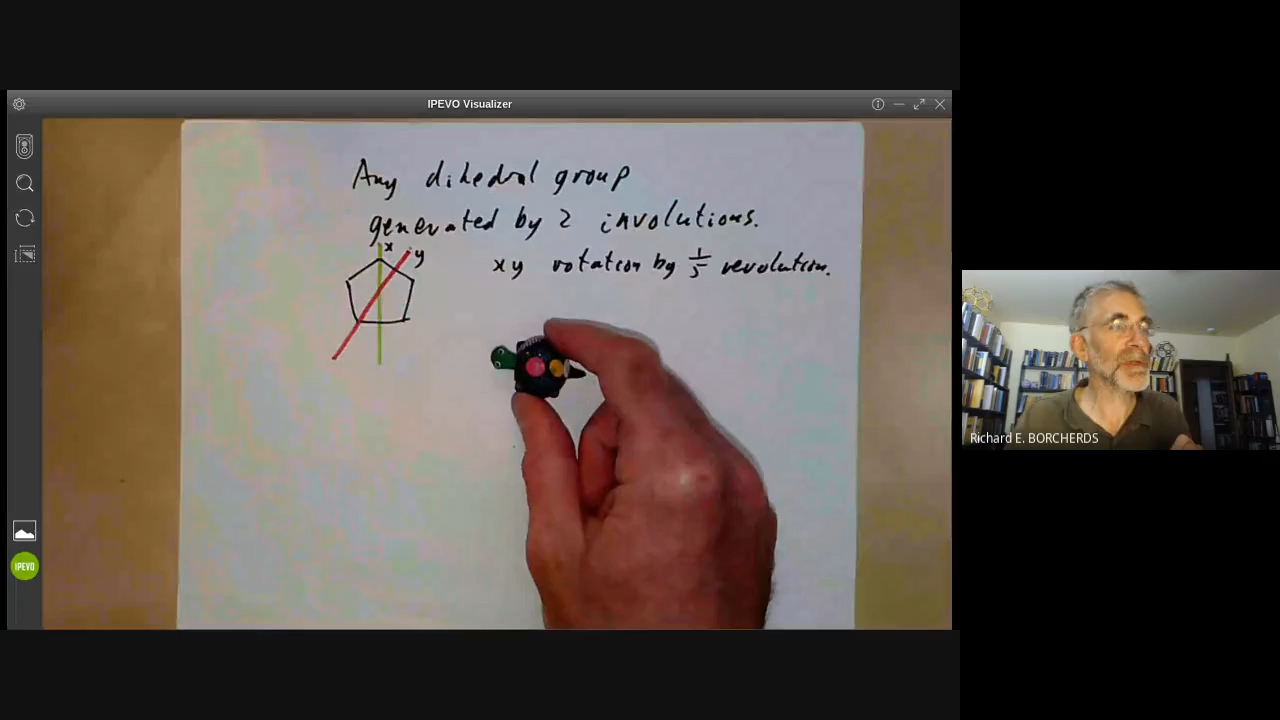 IPEVO Visualizer
Any dihedral group
generated by 2 involutions.
x
y
xy rotation by 1/5 revolution.
IPEVO
Richard E. BORCHERDS